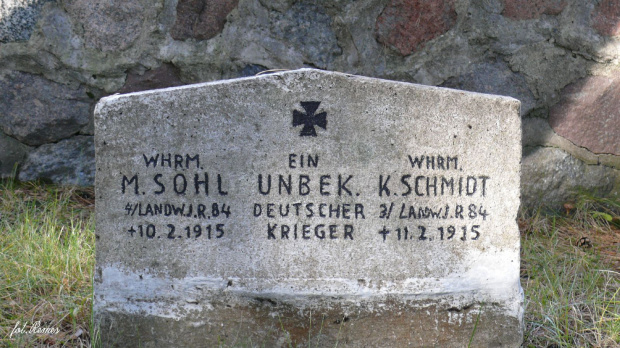 WHRM.
M. SOHL
4/LANDW.J.R.84
+10.2.1915
EIN
UNBEK.
DEUTSCHER
KRIEGER
WHRM.
K. SCHMIDT
3/LANDW.J.R.84
+11.2.1915
fot. Romes